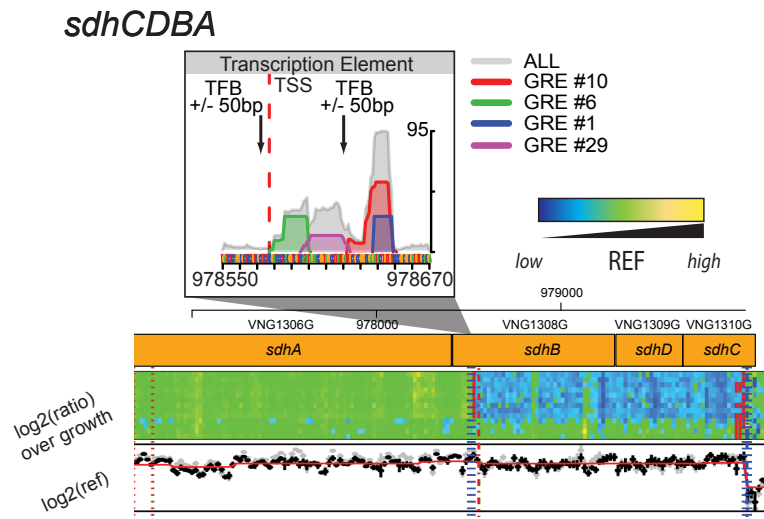 sdhCDBA
Transcription Element
TFB
+/- 50bp
TSS
TFB
+/- 50bp
95
978550
978670
ALL
GRE #10
GRE #6
GRE #1
GRE #29
low
REF
high
979000
978000
VNG1306G
VNG1308G
VNG1309G
VNG1310G
sdhA
sdhB
sdhD
sdhC
log2(ratio)
over growth
log2(ref)